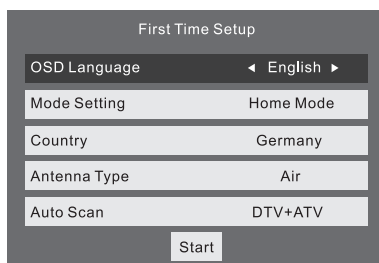 First Time Setup
OSD Language ◄ English ►
Mode Setting Home Mode
Country Germany
Antenna Type Air
Auto Scan DTV+ATV
Start